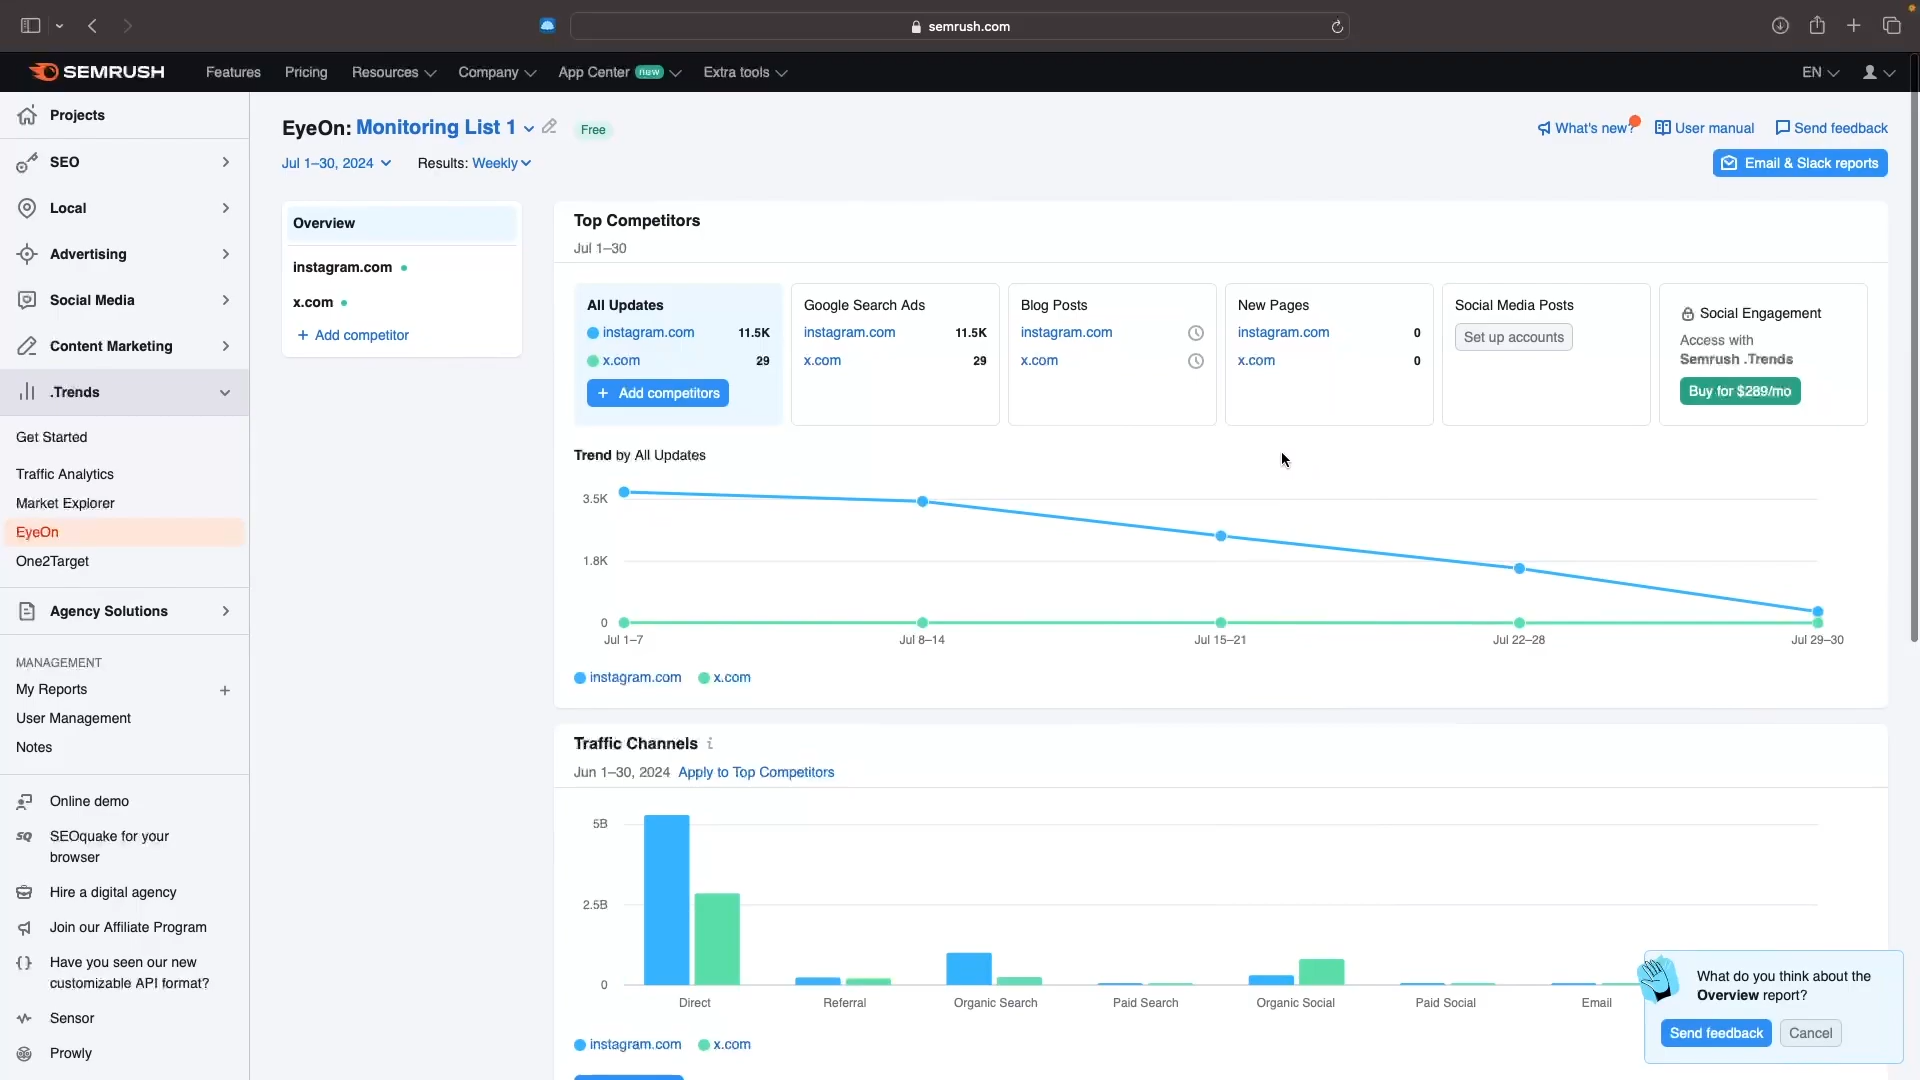 semrush.com
SEMRUSH
Features
Pricing
Resources
Company
App Center new
Extra tools
EN
Projects
SEO
Local
Advertising
Social Media
Content Marketing
.Trends
Get Started
Traffic Analytics
Market Explorer
EyeOn
One2Target
Agency Solutions
MANAGEMENT
My Reports
User Management
Notes
Online demo
SEOquake for your
browser
Hire a digital agency
Join our Affiliate Program
Have you seen our new
customizable API format?
Sensor
Prowly
EyeOn: Monitoring List 1
Free
What's new?
User manual
Send feedback
Jul 1–30, 2024
Results: Weekly
Email & Slack reports
Overview
instagram.com
x.com
+ Add competitor
Top Competitors
Jul 1–30
All Updates
instagram.com 11.5K
x.com 29
+ Add competitors
Google Search Ads
instagram.com 11.5K
x.com 29
Blog Posts
instagram.com
x.com
New Pages
instagram.com 0
x.com 0
Social Media Posts
Set up accounts
Social Engagement
Access with
Semrush .Trends
Buy for $289/mo
Trend by All Updates
3.5K
1.8K
0
Jul 1–7
Jul 8–14
Jul 15–21
Jul 22–28
Jul 29–30
instagram.com
x.com
Traffic Channels i
Jun 1–30, 2024 Apply to Top Competitors
5B
2.5B
0
Direct
Referral
Organic Search
Paid Search
Organic Social
Paid Social
Email
instagram.com
x.com
What do you think about the
Overview report?
Send feedback
Cancel